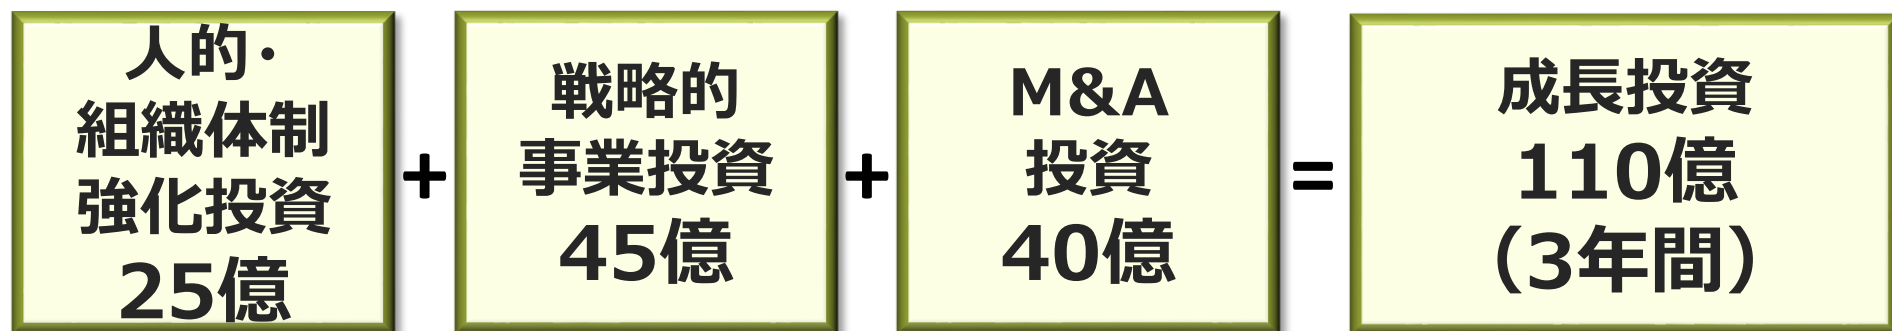 人的・
組織体制
強化投資
25億
+
戦略的
事業投資
45億
+
M&A
投資
40億
=
成長投資
110億
（3年間）